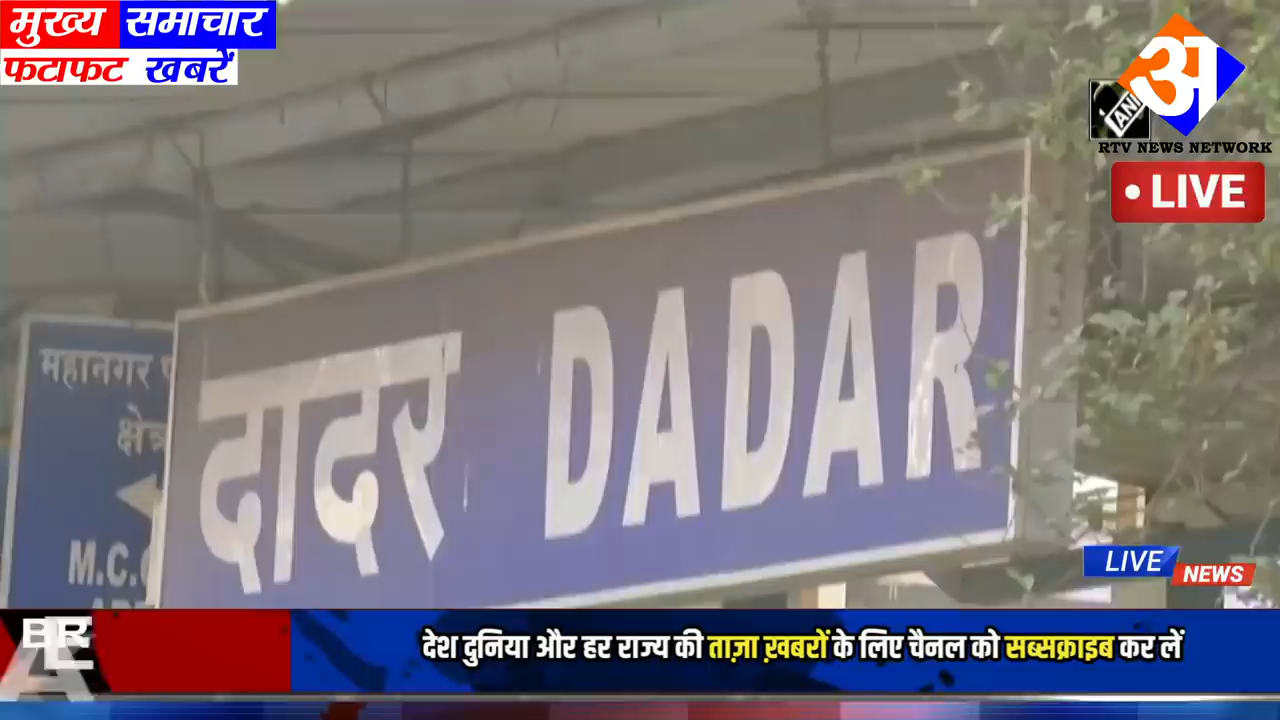 मुख्य समाचार
फटाफट खबरें
अ
ANI
RTV NEWS NETWORK
LIVE
महानगर
दादर DADAR
M.C.
LIVE
NEWS
देश दुनिया और हर राज्य की ताज़ा ख़बरों के लिए चैनल को सब्सक्राइब कर लें